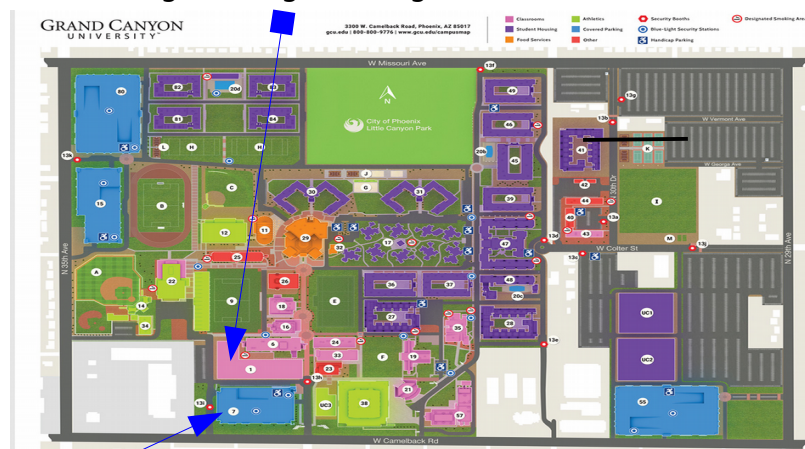 GRAND CANYON
UNIVERSITY™
3300 W. Camelback Road, Phoenix, AZ 85017
gcu.edu | 800-800-9776 | www.gcu.edu/campusmap
Classrooms
Student Housing
Food Services
Athletics
Covered Parking
Other
Security Booths
Blue-Light Security Stations
Handicap Parking
Designated Smoking Area
W Missouri Ave
N 35th Ave
N 29th Ave
30th Dr
W Vermont Ave
W Georgia Ave
W Colter St
W Camelback Rd
N
City of Phoenix
Little Canyon Park
80
82
20d
83
81
84
L
H
H
13k
15
B
C
J
G
30
31
12
11
29
32
17
25
A
22
14
34
9
26
18
16
6
1
E
24
33
23
36
37
27
F
19
35
21
57
UC3
38
7
13i
13h
13f
49
46
20b
45
39
47
48
20c
28
13d
13e
13g
13b
41
K
42
44
40
13a
43
I
M
13j
13c
UC1
UC2
55